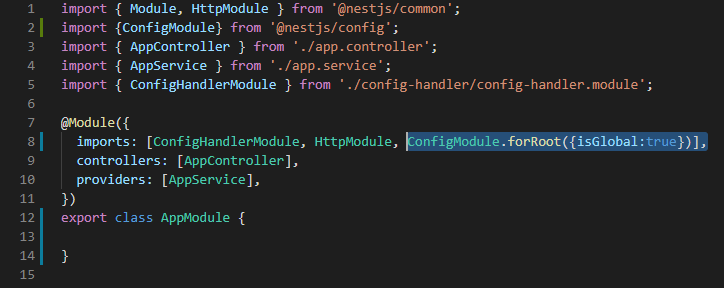 1 import { Module, HttpModule } from '@nestjs/common';
2 import {ConfigModule} from '@nestjs/config';
3 import { AppController } from './app.controller';
4 import { AppService } from './app.service';
5 import { ConfigHandlerModule } from './config-handler/config-handler.module';
6
7 @Module({
8   imports: [ConfigHandlerModule, HttpModule, ConfigModule.forRoot({isGlobal:true})],
9   controllers: [AppController],
10   providers: [AppService],
11 })
12 export class AppModule {
13
14 }
15